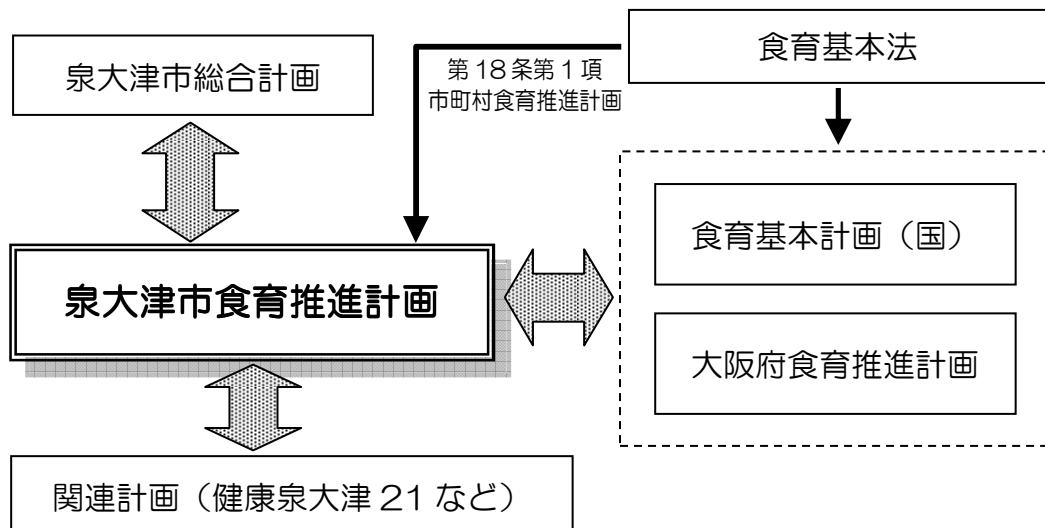 食育基本法
泉大津市総合計画
第18条第1項
市町村食育推進計画
食育基本計画（国）
泉大津市食育推進計画
大阪府食育推進計画
関連計画（健康泉大津21など）